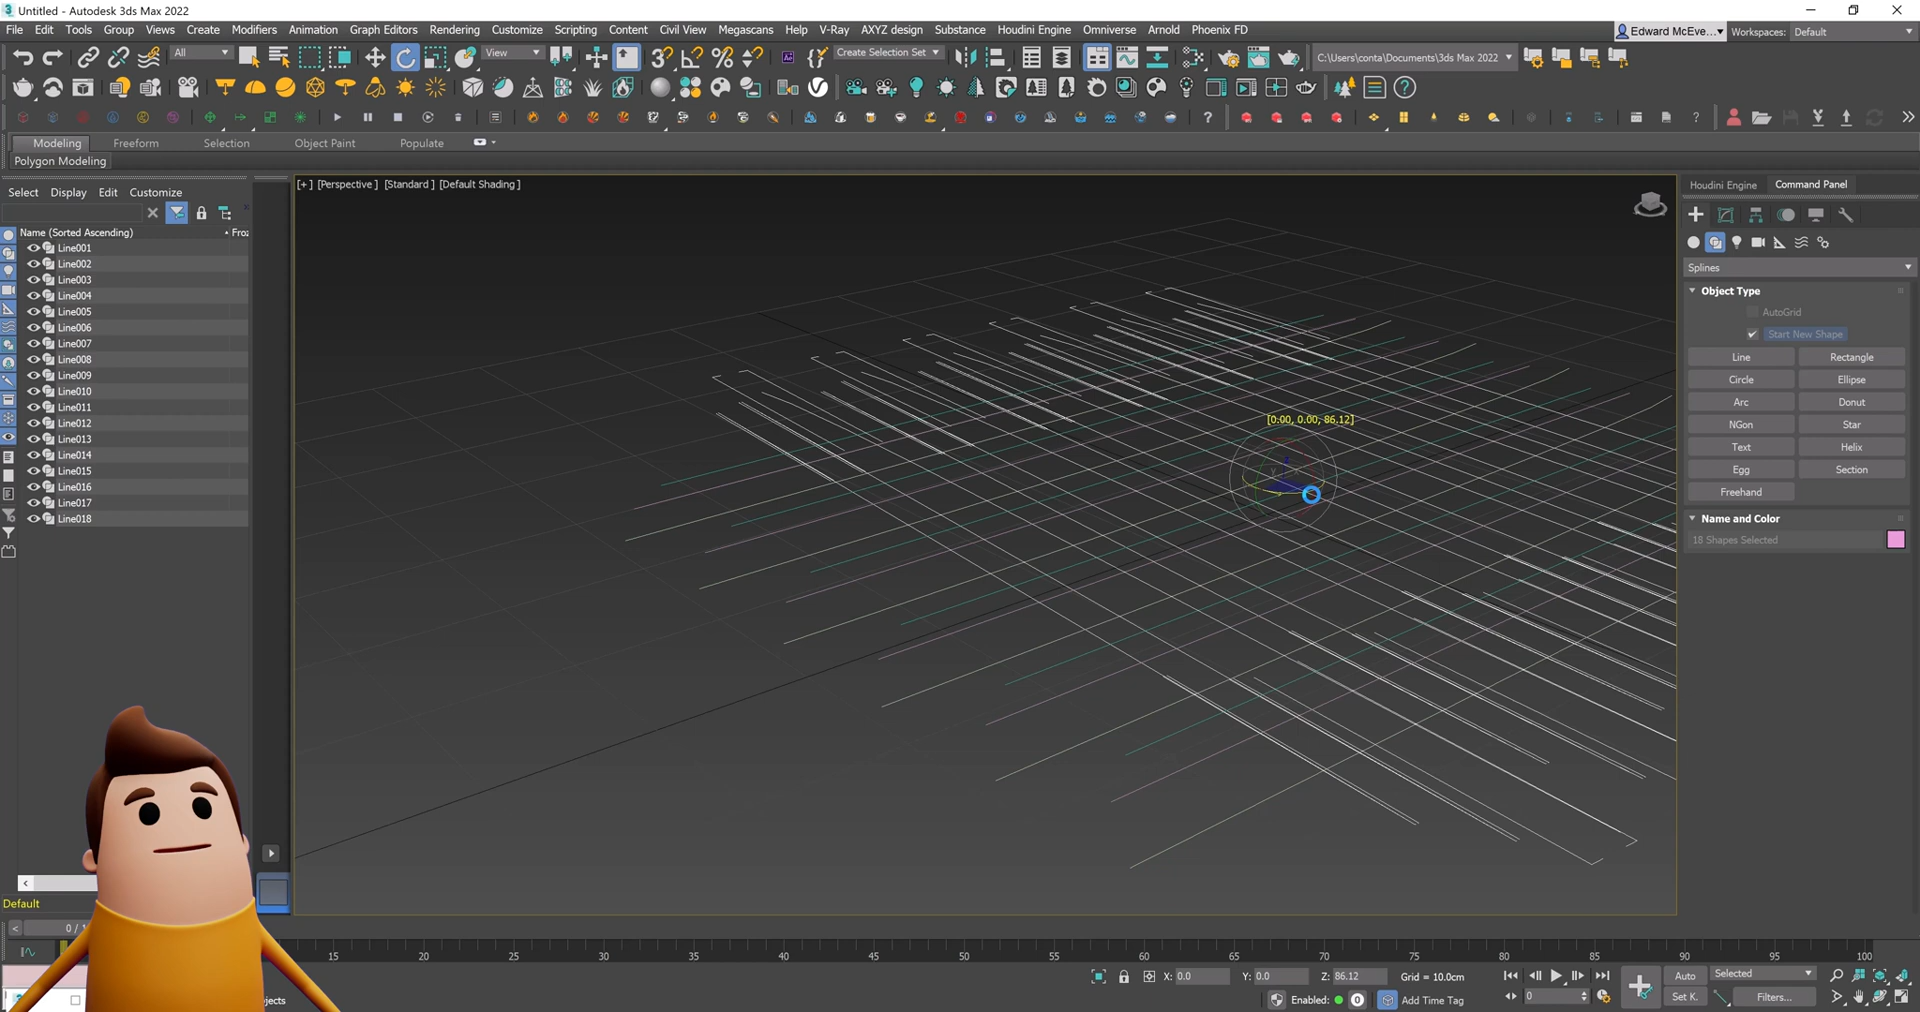 Untitled - Autodesk 3ds Max 2022
File Edit Tools Group Views Create Modifiers Animation Graph Editors Rendering Customize Scripting Content Civil View Megascans Help V-Ray AXYZ design Substance Houdini Engine Omniverse Arnold Phoenix FD
Edward McEve... Workspaces: Default
All View Create Selection Set C:\Users\conta\Documents\3ds Max 2022
Modeling Freeform Selection Object Paint Populate
Polygon Modeling
Select Display Edit Customize
[+] [Perspective] [Standard] [Default Shading]
Houdini Engine Command Panel
Name (Sorted Ascending) Froz
Line001
Line002
Line003
Line004
Line005
Line006
Line007
Line008
Line009
Line010
Line011
Line012
Line013
Line014
Line015
Line016
Line017
Line018
[0.00, 0.00, 86.12]
Splines
Object Type
AutoGrid
Start New Shape
Line Rectangle
Circle Ellipse
Arc Donut
NGon Star
Text Helix
Egg Section
Freehand
Name and Color
18 Shapes Selected
Default
0 / 1
15 20 25 30 35 40 45 50 55 60 65 70 75 80 85 90 95 100
X: 0.0 Y: 0.0 Z: 86.12 Grid = 10.0cm
Auto Selected
Enabled: Add Time Tag
0 Set K. Filters...